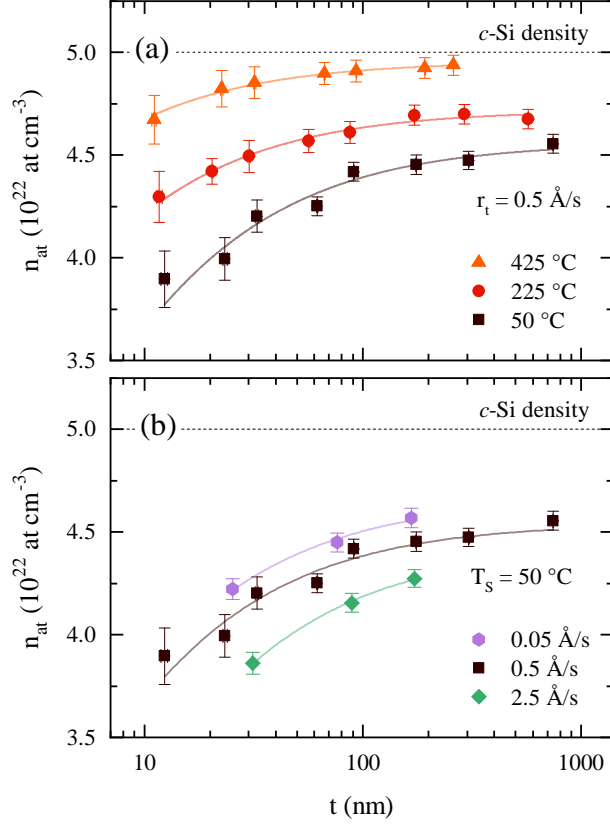 (a)
c-Si density
5.0
4.5
4.0
3.5
n_at (10^22 at cm^-3)
r_t = 0.5 Å/s
425 °C
225 °C
50 °C
(b)
c-Si density
5.0
4.5
4.0
3.5
n_at (10^22 at cm^-3)
T_S = 50 °C
0.05 Å/s
0.5 Å/s
2.5 Å/s
10 100 1000
t (nm)